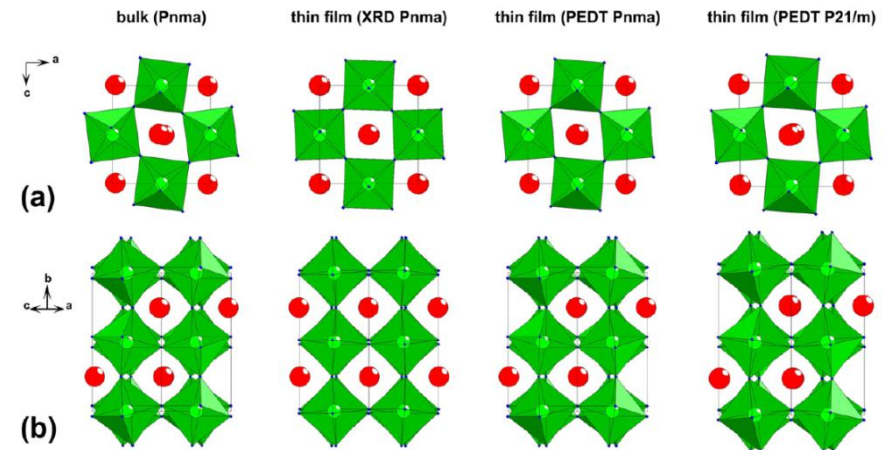 bulk (Pnma) thin film (XRD Pnma) thin film (PEDT Pnma) thin film (PEDT P21/m)
a
c
(a)
b
c a
(b)